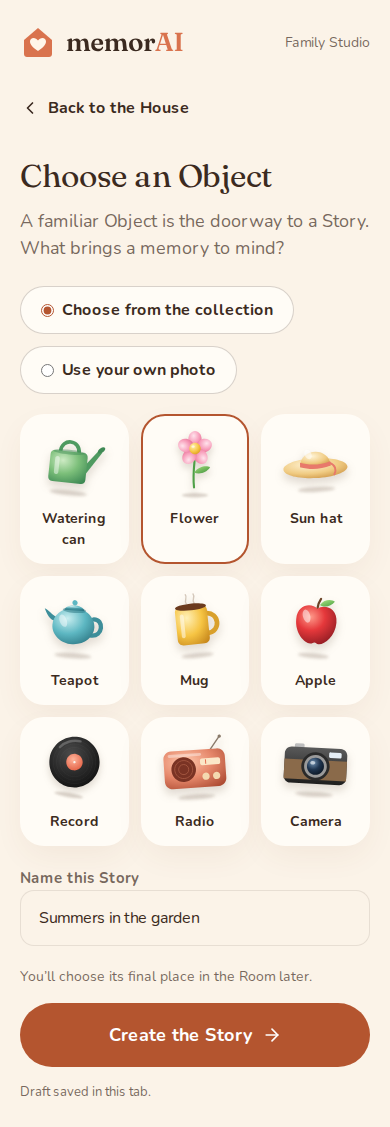 memorAI
Family Studio
Back to the House
Choose an Object
A familiar Object is the doorway to a Story.
What brings a memory to mind?
Choose from the collection
Use your own photo
Watering
can
Flower
Sun hat
Teapot
Mug
Apple
Record
Radio
Camera
Name this Story
Summers in the garden
You’ll choose its final place in the Room later.
Create the Story →
Draft saved in this tab.